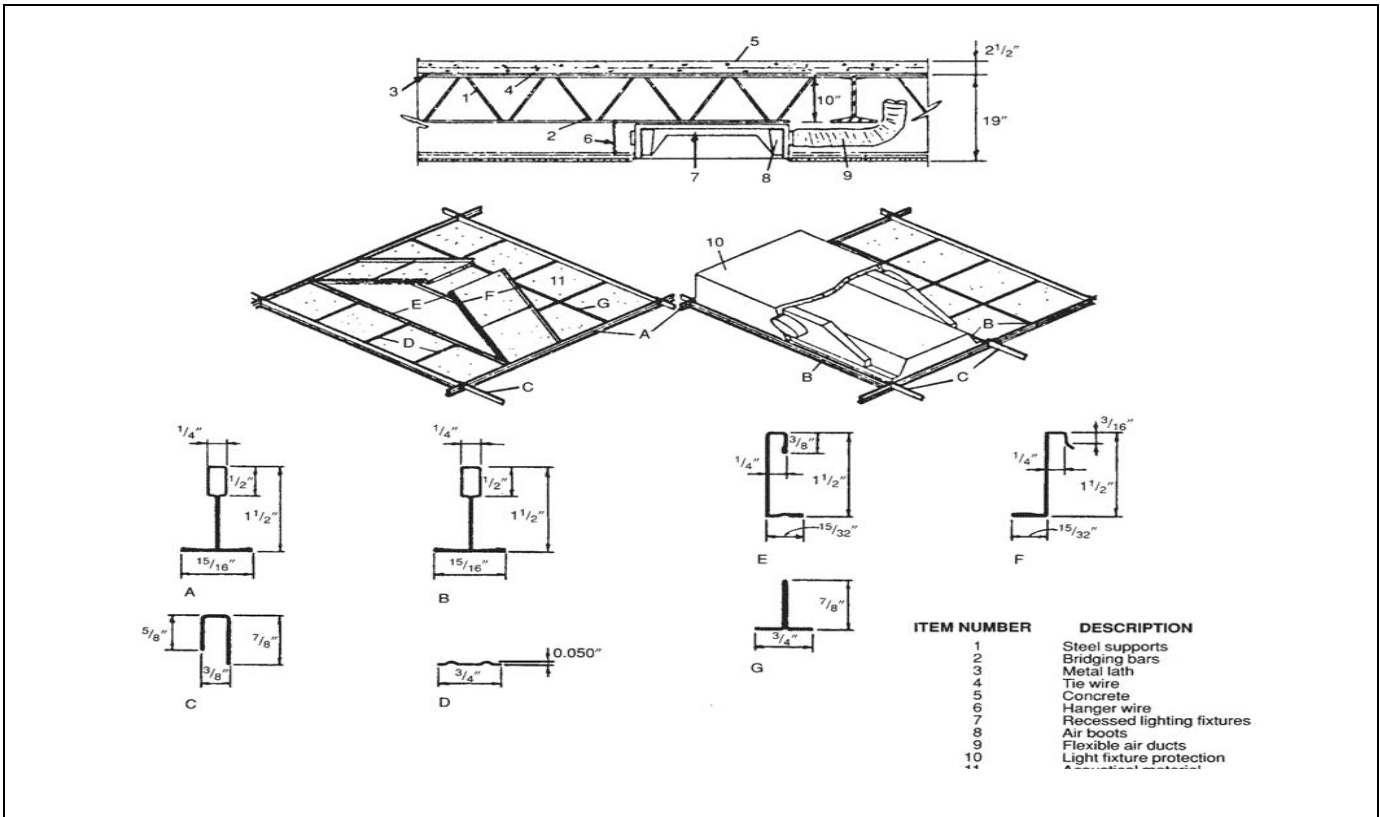 5
2 1/2"
3
4
1
10"
2
6
19"
7
8
9
10
11
E
F
G
D
A
B
B
C
C
1/4"
1/2"
1 1/2"
15/16"
A
1/4"
1/2"
1 1/2"
15/16"
B
3/8"
1/4"
1 1/2"
15/32"
E
3/16"
1/4"
1 1/2"
15/32"
F
5/8"
7/8"
3/8"
C
0.050"
3/4"
D
7/8"
3/4"
G
ITEM NUMBER DESCRIPTION
1 Steel supports
2 Bridging bars
3 Metal lath
4 Tie wire
5 Concrete
6 Hanger wire
7 Recessed lighting fixtures
8 Air boots
9 Flexible air ducts
10 Light fixture protection
11 Acoustical material